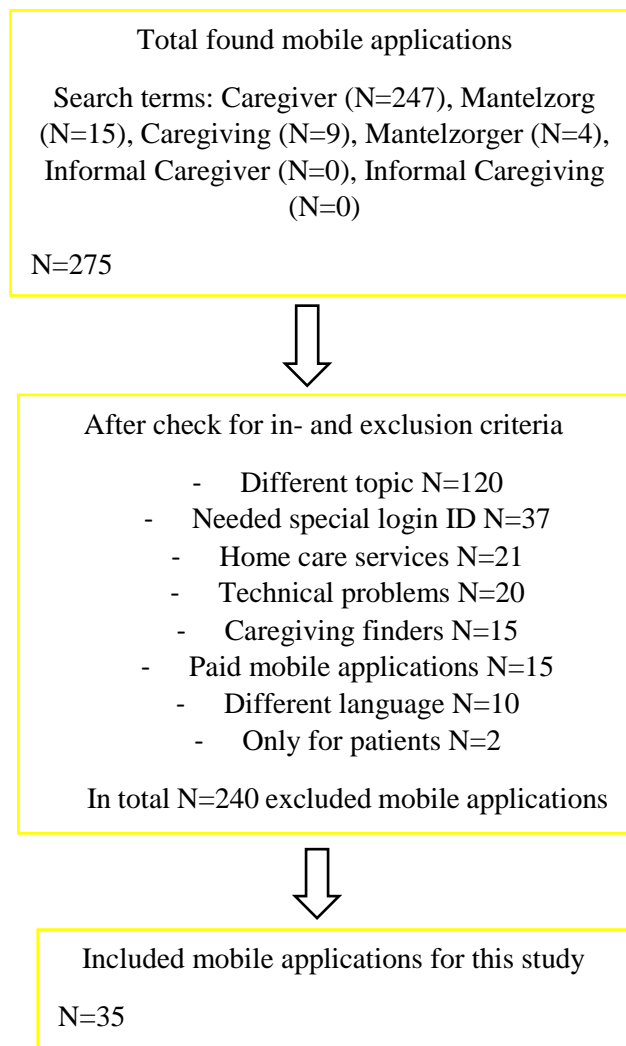 Total found mobile applications
Search terms: Caregiver (N=247), Mantelzorg
(N=15), Caregiving (N=9), Mantelzorger (N=4),
Informal Caregiver (N=0), Informal Caregiving
(N=0)
N=275
After check for in- and exclusion criteria
- Different topic N=120
- Needed special login ID N=37
- Home care services N=21
- Technical problems N=20
- Caregiving finders N=15
- Paid mobile applications N=15
- Different language N=10
- Only for patients N=2
In total N=240 excluded mobile applications
Included mobile applications for this study
N=35